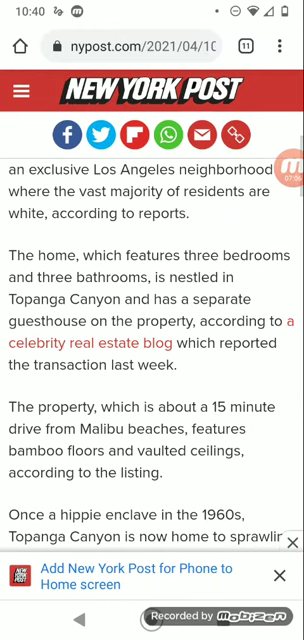 10:40
nypost.com/2021/04/10
11
NEW YORK POST
an exclusive Los Angeles neighborhood
07:06
where the vast majority of residents are
white, according to reports.
The home, which features three bedrooms
and three bathrooms, is nestled in
Topanga Canyon and has a separate
guesthouse on the property, according to a
celebrity real estate blog which reported
the transaction last week.
The property, which is about a 15 minute
drive from Malibu beaches, features
bamboo floors and vaulted ceilings,
according to the listing.
Once a hippie enclave in the 1960s,
Topanga Canyon is now home to
Add New York Post for Phone to
Home screen
Recorded by Mobizen